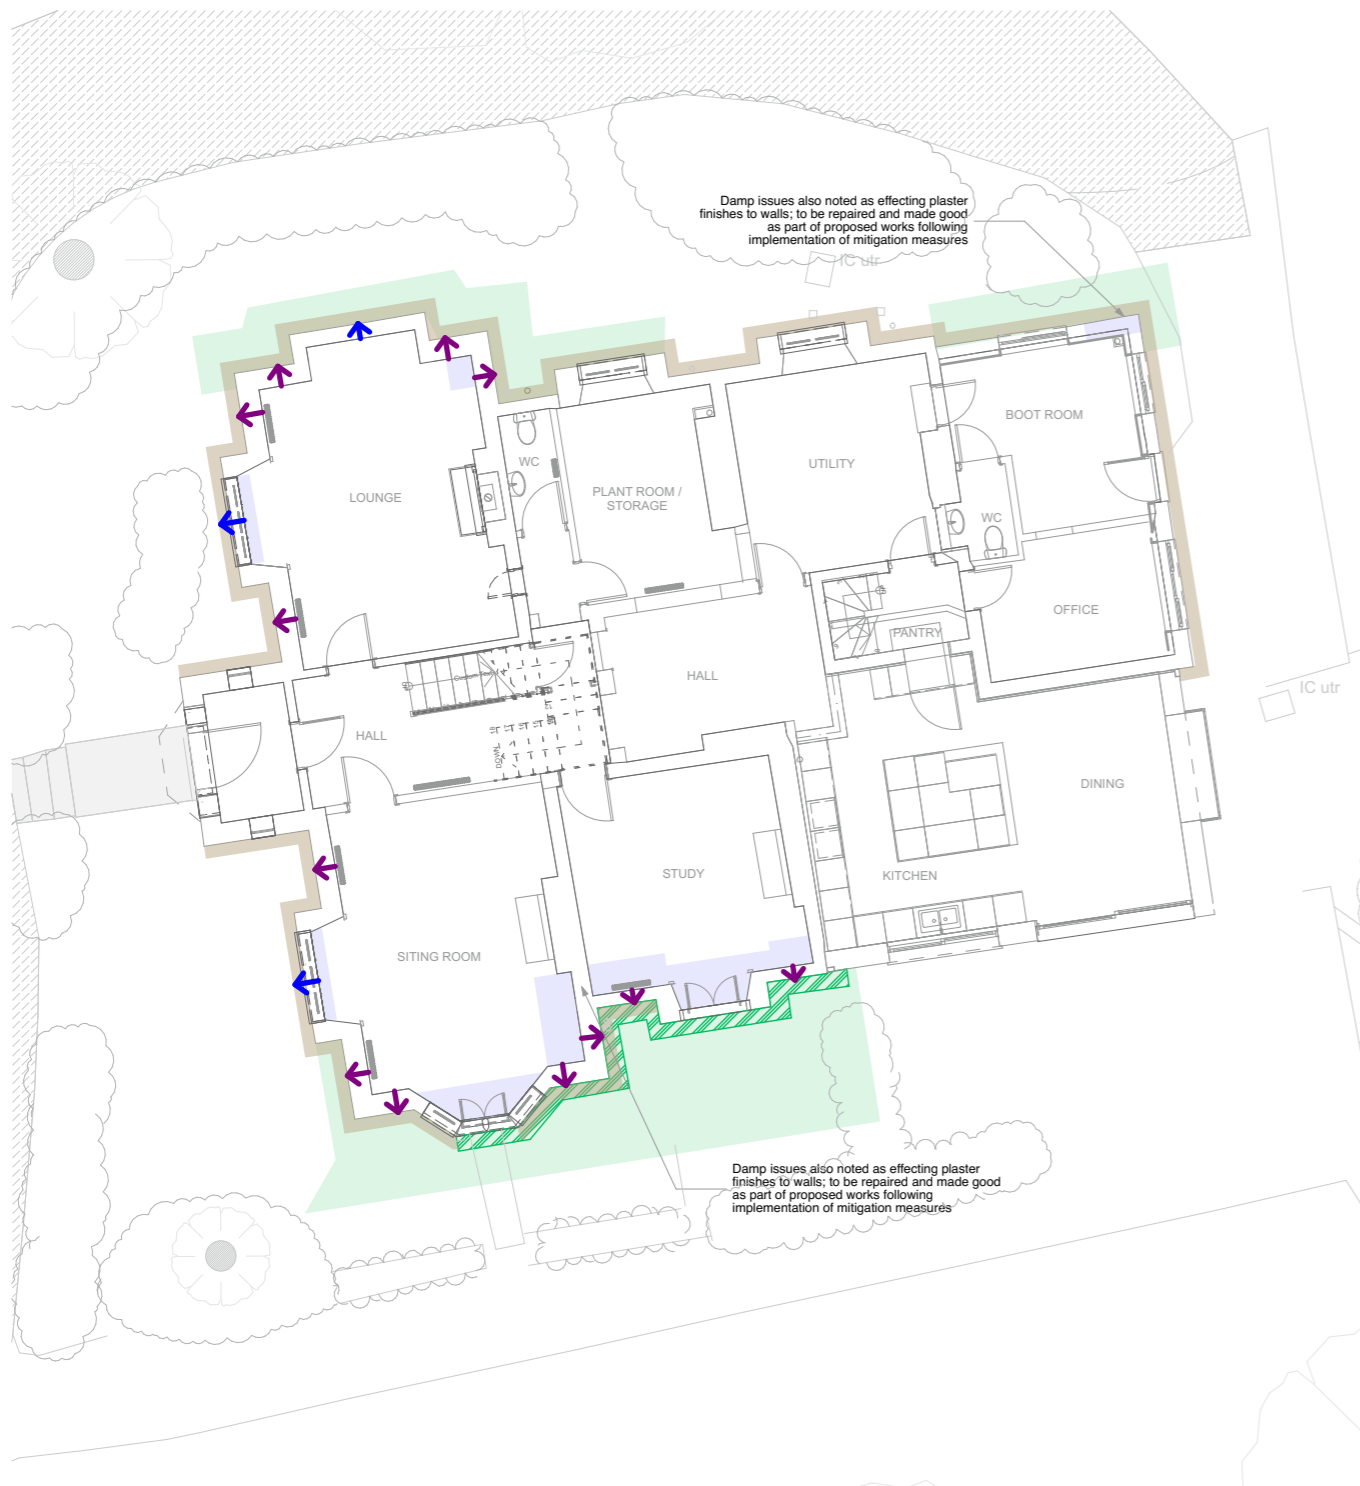 Damp issues also noted as effecting plaster
finishes to walls; to be repaired and made good
as part of proposed works following
implementation of mitigation measures
IC utr
BOOT ROOM
WC
UTILITY
LOUNGE
PLANT ROOM /
STORAGE
WC
OFFICE
PANTRY
HALL
IC utr
HALL
DOWN
DINING
STUDY
KITCHEN
SITING ROOM
Damp issues also noted as effecting plaster
finishes to walls; to be repaired and made good
as part of proposed works following
implementation of mitigation measures